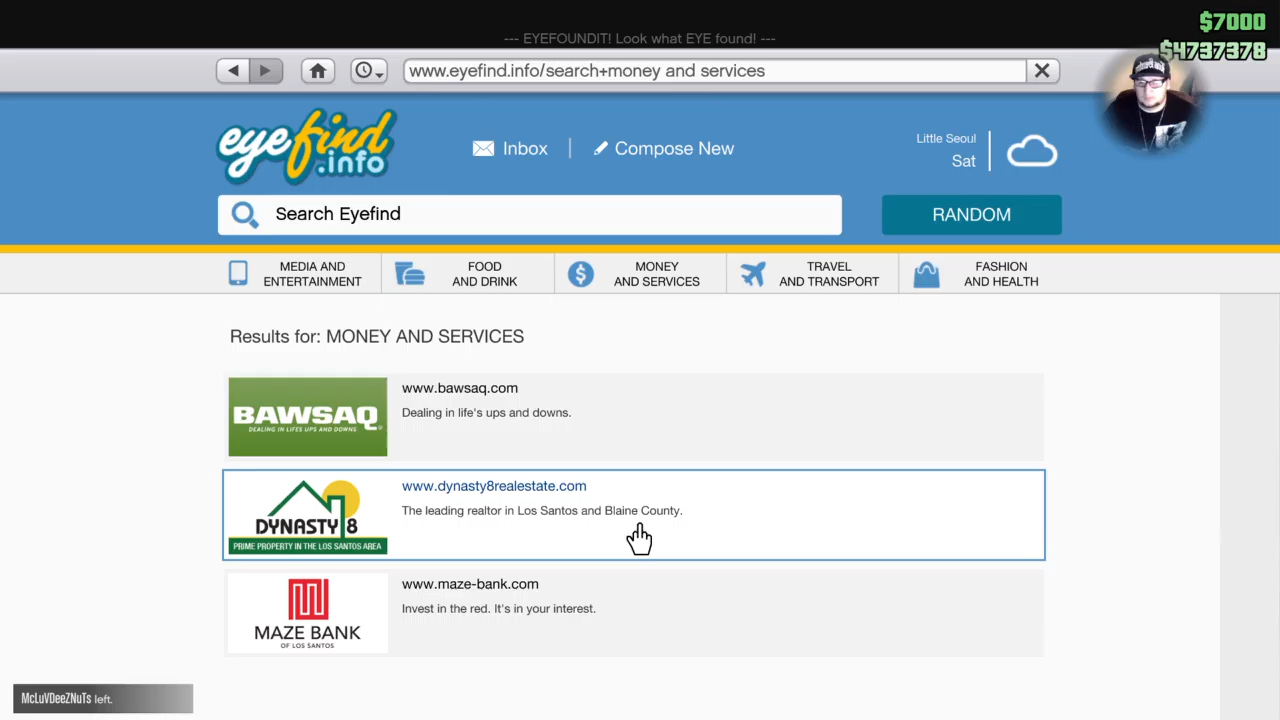 $7000
$4737378
--- EYEFOUNDIT! Look what EYE found! ---
www.eyefind.info/search+money and services
eyefind
.info
Inbox
Compose New
Little Seoul
Sat
Search Eyefind
RANDOM
MEDIA AND
ENTERTAINMENT
FOOD
AND DRINK
MONEY
AND SERVICES
TRAVEL
AND TRANSPORT
FASHION
AND HEALTH
Results for: MONEY AND SERVICES
BAWSAQ
DEALING IN LIFES UPS AND DOWNS
www.bawsaq.com
Dealing in life's ups and downs.
DYNASTY 8
PRIME PROPERTY IN THE LOS SANTOS AREA
www.dynasty8realestate.com
The leading realtor in Los Santos and Blaine County.
MAZE BANK
OF LOS SANTOS
www.maze-bank.com
Invest in the red. It's in your interest.
McLuVDeeZNuTs left.